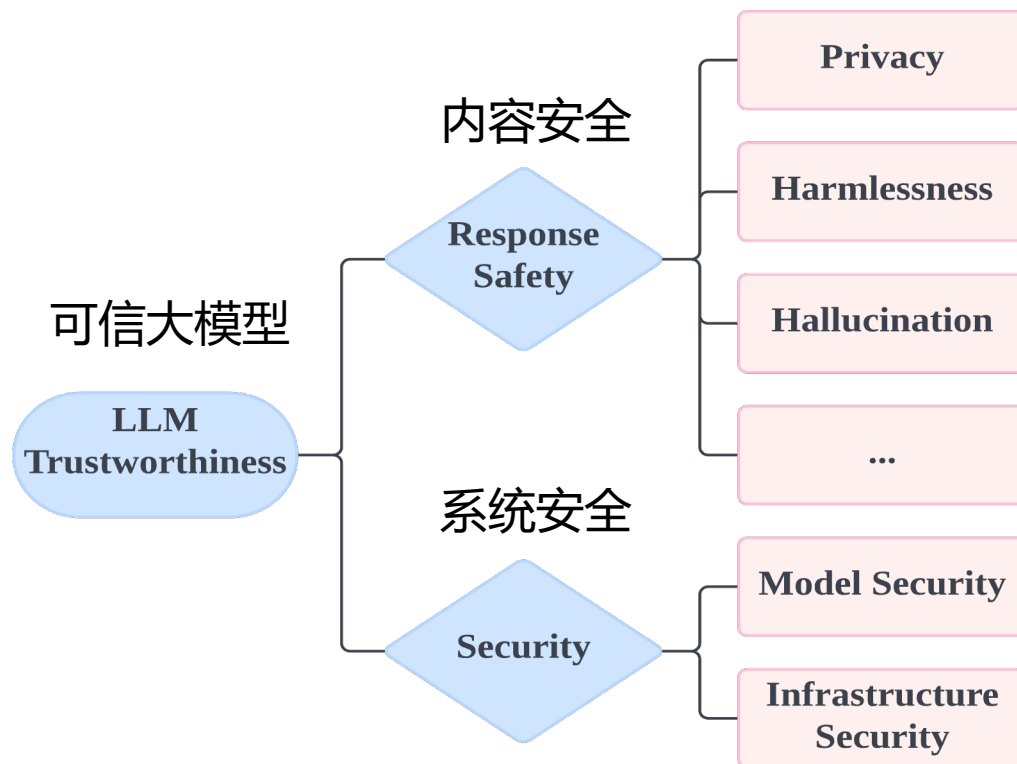 可信大模型
LLM
Trustworthiness
内容安全
Response
Safety
Privacy
Harmlessness
Hallucination
...
系统安全
Security
Model Security
Infrastructure
Security